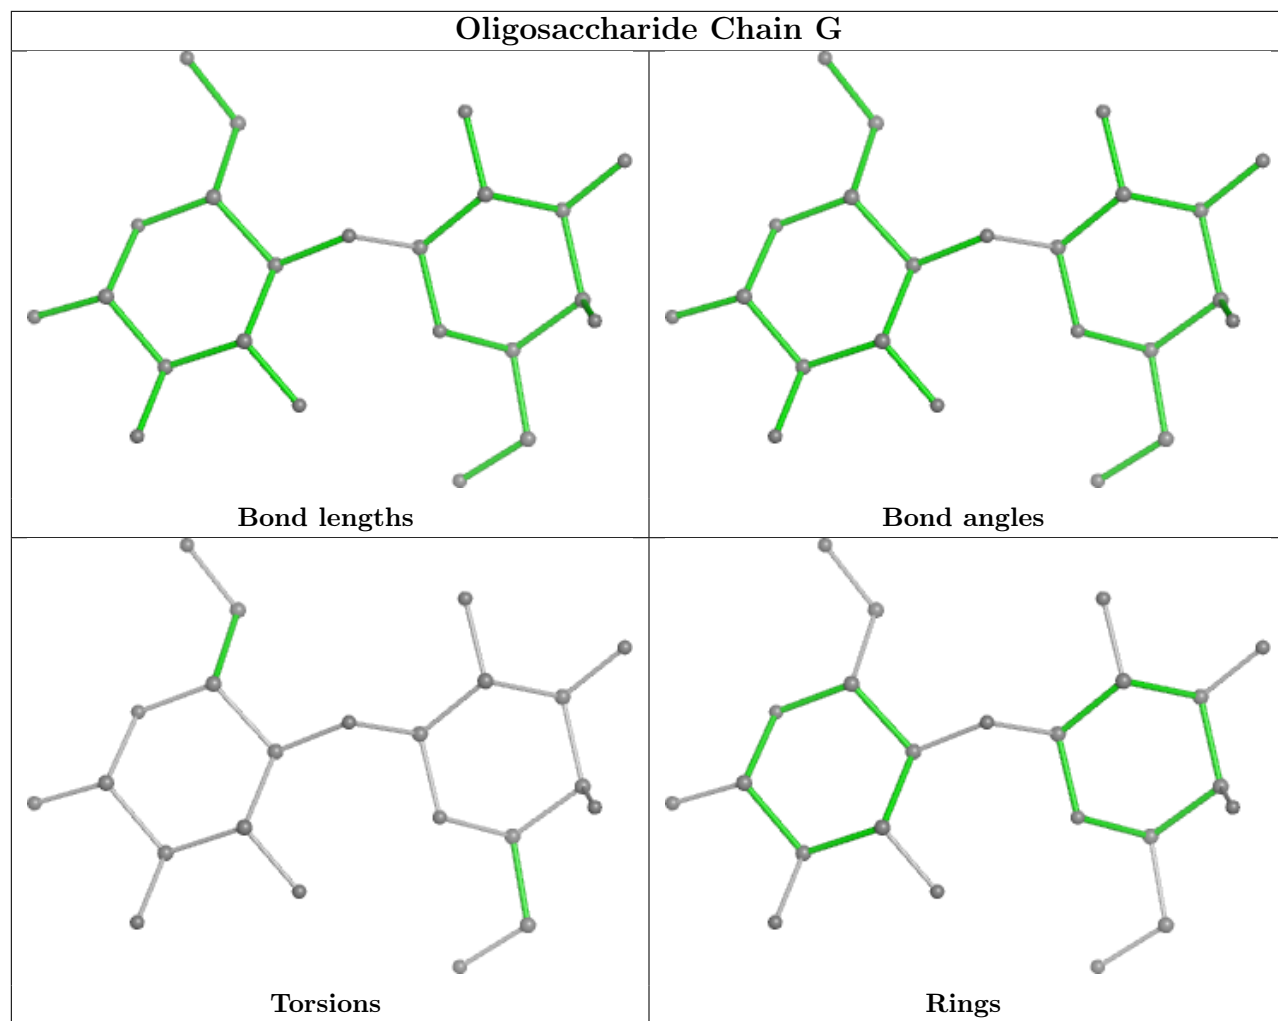 Oligosaccharide Chain G
Bond lengths
Bond angles
Torsions
Rings